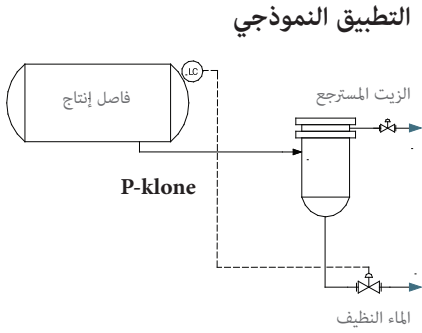 التطبيق النموذجي
LC
فاصل إنتاج
الزيت المسترجع
P-klone
الماء النظيف